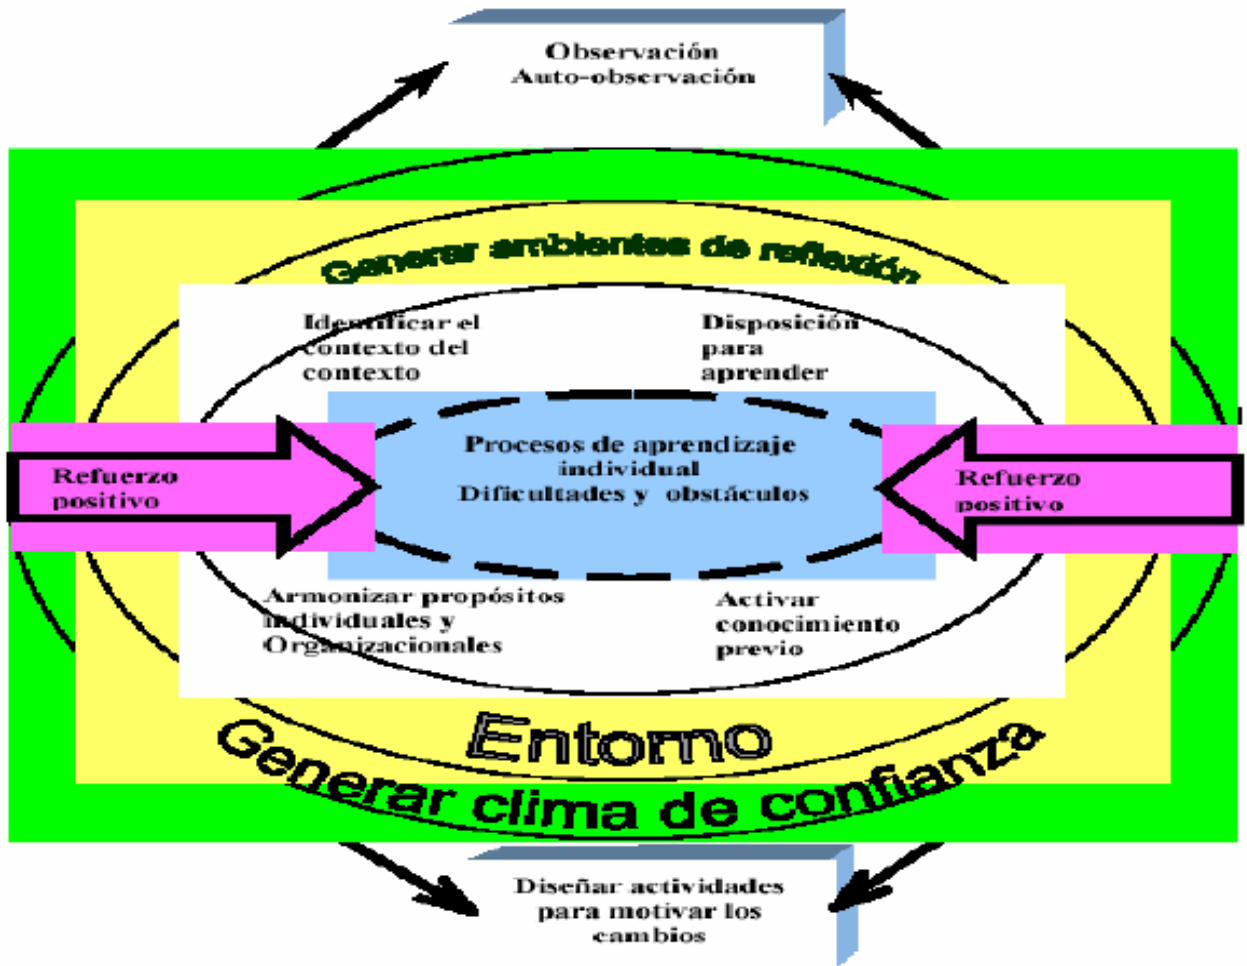 Observación
Auto-observación
Generar ambientes de reflexión
Identificar el
contexto del
contexto
Disposición
para
aprender
Procesos de aprendizaje
individual
Dificultades y obstáculos
Refuerzo
positivo
Refuerzo
positivo
Armonizar propósitos
individuales y
Organizacionales
Activar
conocimiento
previo
Entorno
Generar clima de confianza
Diseñar actividades
para motivar los
cambios